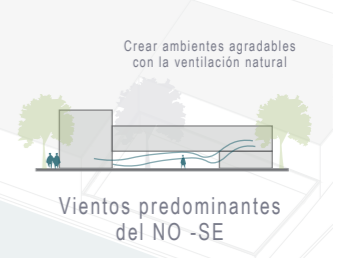 Crear ambientes agradables
con la ventilación natural
Vientos predominantes
del NO -SE